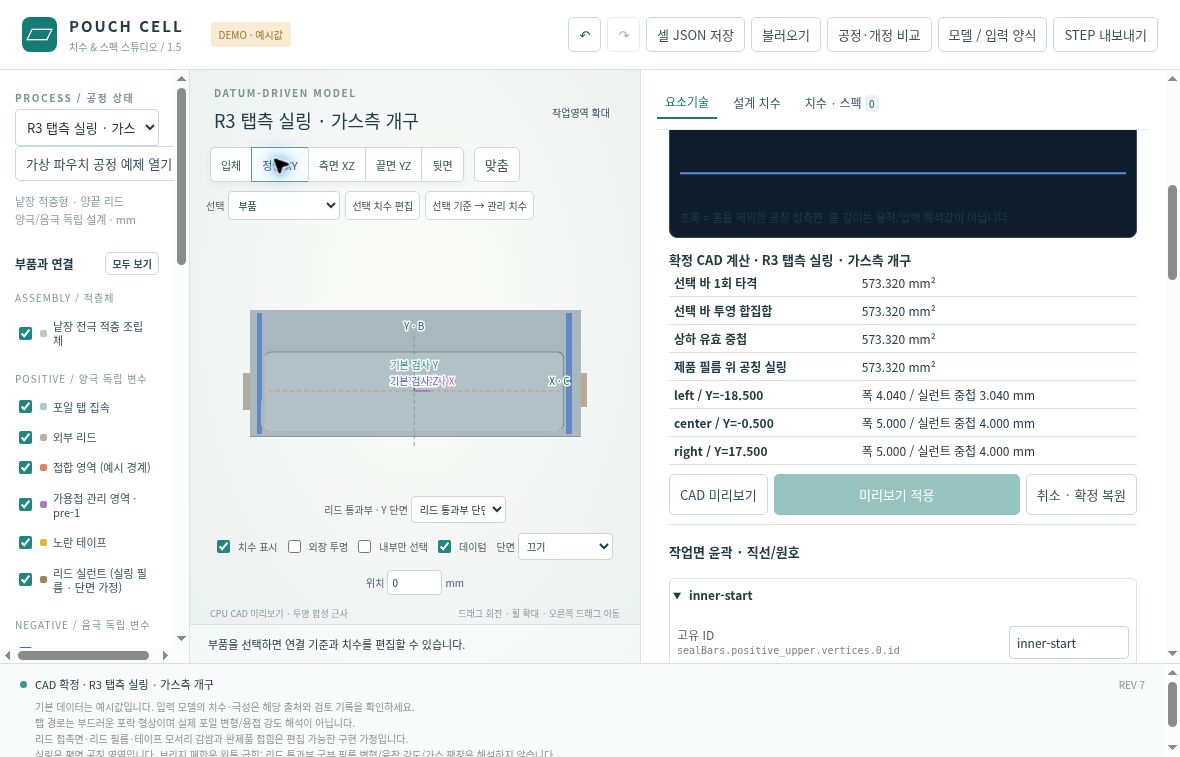 POUCH CELL
치수 & 스펙 스튜디오 / 1.5
DEMO · 예시값
셀 JSON 저장
불러오기
공정·개정 비교
모델 / 입력 양식
STEP 내보내기
PROCESS / 공정 상태
R3 탭측 실링 · 가스
가상 파우치 공정 예제 열기
낱장 적층형 · 양끝 리드
양극/음극 독립 설계 · mm
부품과 연결
모두 보기
ASSEMBLY / 적층체
낱장 전극 적층 조립
체
POSITIVE / 양극 독립 변수
포일 탭 집속
외부 리드
접합 영역 (예시 경계)
가용접 관리 영역 ·
pre-1
노란 테이프
리드 실런트 (실링 필
름 · 단면 가정)
NEGATIVE / 음극 독립 변수
DATUM-DRIVEN MODEL
R3 탭측 실링 · 가스측 개구
작업영역 확대
입체
측면 XZ
끝면 YZ
뒷면
맞춤
선택
부품
선택 치수 편집
선택 기준 → 관리 치수
Y · B
기본 검사 Y
기본 검사 Z
X · C
리드 통과부 · Y 단면
치수 표시
외장 투명
내부만 선택
데이텀
단면
끄기
위치
0
mm
CPU CAD 미리보기 · 투명 합성 근사
드래그 회전 · 휠 확대 · 오른쪽 드래그 이동
부품을 선택하면 연결 기준과 치수를 편집할 수 있습니다.
요소기술
설계 치수
치수 · 스펙 0
초록 = 홈을 제외한 공칭 접촉면. 홈 깊이는 용착/압력 해석값이 아닙니다.
확정 CAD 계산 · R3 탭측 실링 · 가스측 개구
선택 바 1회 타격 573.320 mm²
선택 바 투영 합집합 573.320 mm²
상하 유효 중첩 573.320 mm²
제품 필름 위 공칭 실링 573.320 mm²
left / Y=-18.500 폭 4.040 / 실런트 중첩 3.040 mm
center / Y=-0.500 폭 5.000 / 실런트 중첩 4.000 mm
right / Y=17.500 폭 5.000 / 실런트 중첩 4.000 mm
CAD 미리보기
미리보기 적용
취소 · 확정 복원
작업면 윤곽 · 직선/원호
inner-start
고유 ID
sealBars.positive_upper.vertices.0.id
inner-start
CAD 확정 · R3 탭측 실링 · 가스측 개구
REV 7
기본 데이터는 예시값입니다. 입력 모델의 치수·극성은 해당 출처와 검토 기록을 확인하세요.
탭 경로는 부드러운 포락 형상이며 실제 포일 변형/용접 강도 해석이 아닙니다.
리드 접촉면·리드 필름·테이프 모서리 감쌈과 완제품 접힘은 편집 가능한 구현 가정입니다.